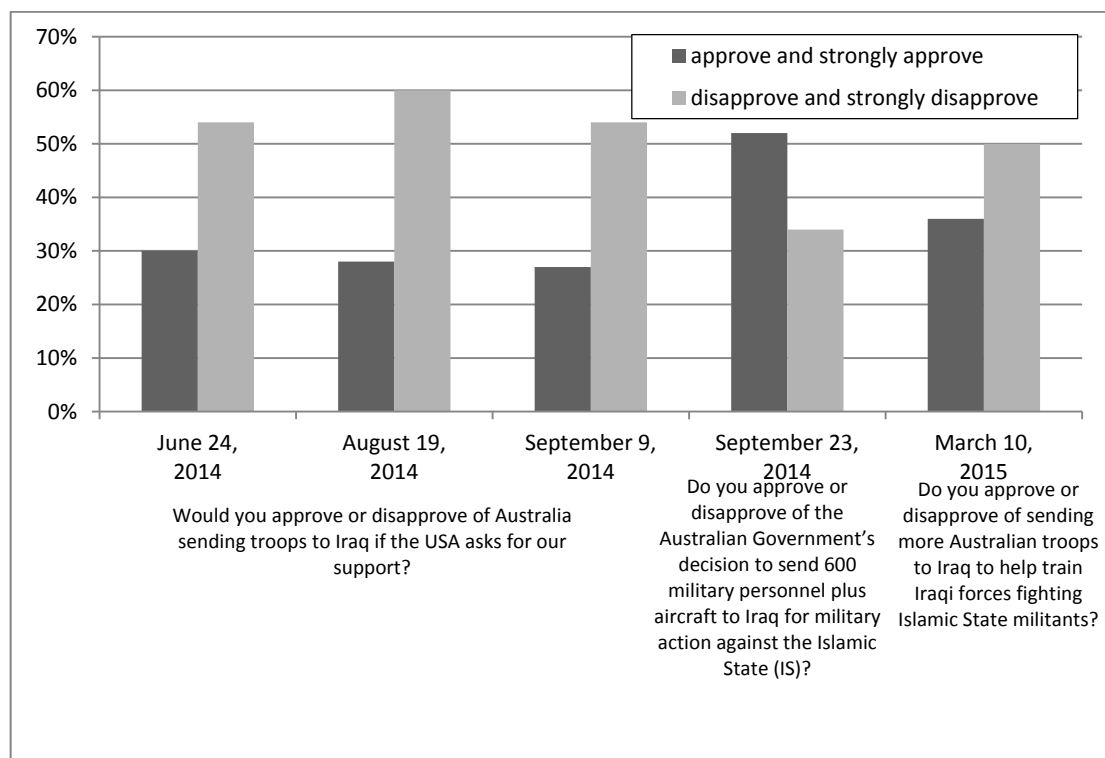 70%
60%
50%
40%
30%
20%
10%
0%
approve and strongly approve
disapprove and strongly disapprove
June 24,
2014
August 19,
2014
September 9,
2014
September 23,
2014
March 10,
2015
Would you approve or disapprove of Australia
sending troops to Iraq if the USA asks for our
support?
Do you approve or
disapprove of the
Australian Government’s
decision to send 600
military personnel plus
aircraft to Iraq for military
action against the Islamic
State (IS)?
Do you approve or
disapprove of sending
more Australian troops
to Iraq to help train
Iraqi forces fighting
Islamic State militants?